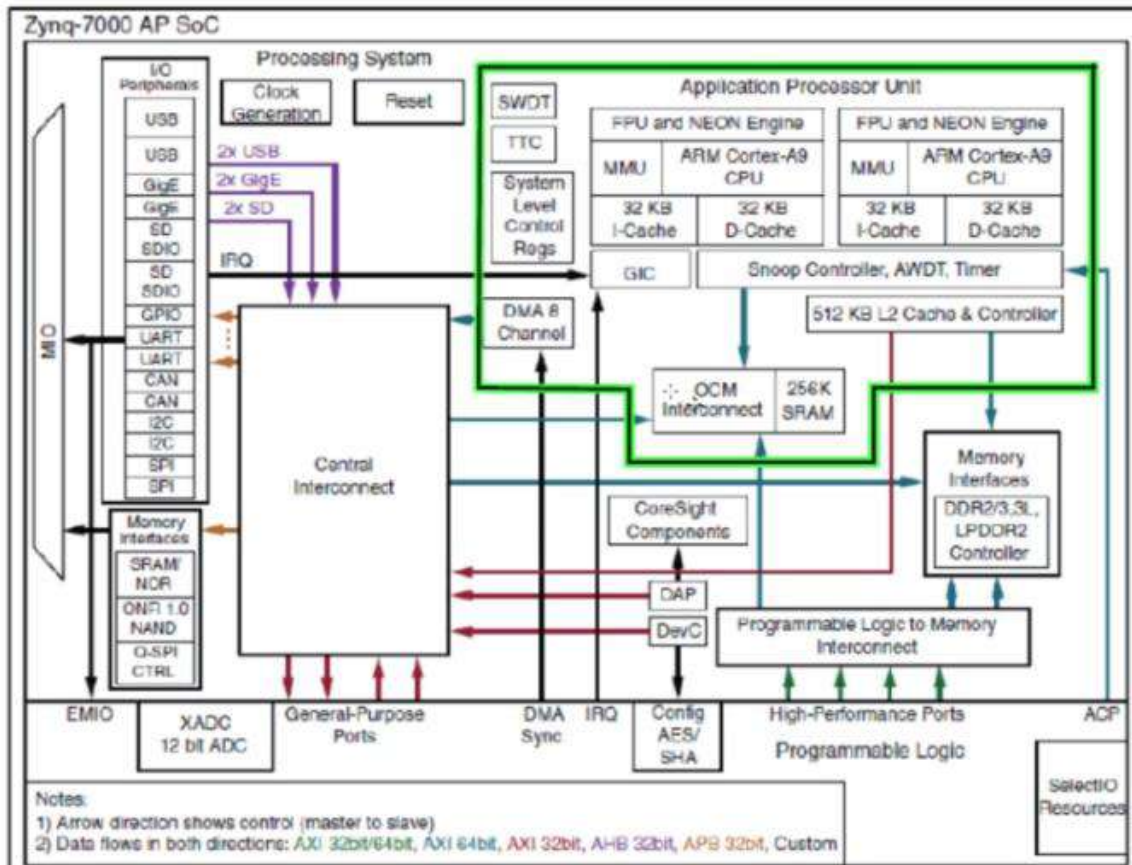 Zynq-7000 AP SoC
Processing System
I/O
Peripherals
USB
USB
GigE
GigE
SD
SDIO
SD
SDIO
GPIO
UART
UART
CAN
CAN
I2C
I2C
SPI
SPI
MIO
Memory
Interfaces
SRAM/
NOR
ONFI 1.0
NAND
Q-SPI
CTRL
Clock
Generation
Reset
2x USB
2x GigE
2x SD
IRQ
Central
Interconnect
SWDT
TTC
System
Level
Control
Regs
DMA 8
Channel
Application Processor Unit
FPU and NEON Engine
MMU
ARM Cortex-A9
CPU
32 KB
I-Cache
32 KB
D-Cache
FPU and NEON Engine
MMU
ARM Cortex-A9
CPU
32 KB
I-Cache
32 KB
D-Cache
GIC
Snoop Controller, AWDT, Timer
512 KB L2 Cache & Controller
OCM
Interconnect
256K
SRAM
Memory
Interfaces
DDR2/3,3L,
LPDDR2
Controller
CoreSight
Components
DAP
DevC
Programmable Logic to Memory
Interconnect
EMIO
XADC
12 bit ADC
General-Purpose
Ports
DMA
Sync
IRQ
Config
AES/
SHA
High-Performance Ports
ACP
Programmable Logic
SelectIO
Resources
Notes:
1) Arrow direction shows control (master to slave)
2) Data flows in both directions: AXI 32bit/64bit, AXI 64bit, AXI 32bit, AHB 32bit, APB 32bit, Custom